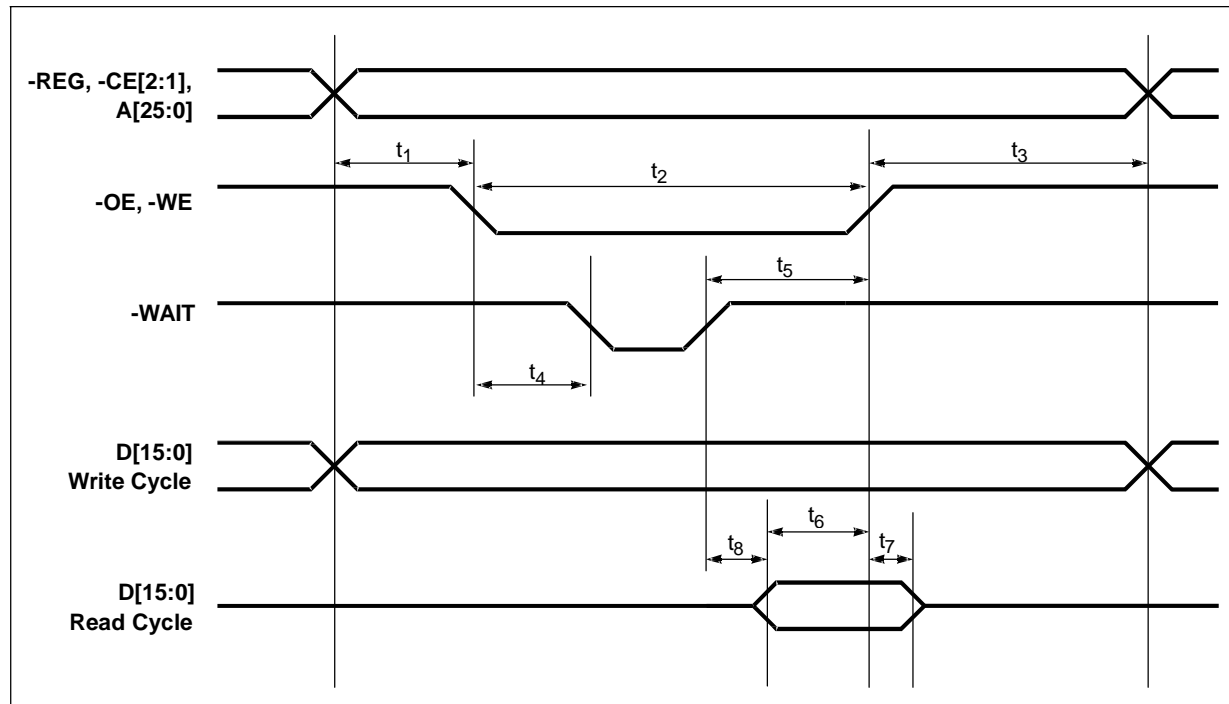 -REG, -CE[2:1],
A[25:0]
t1
t2
t3
-OE, -WE
t5
-WAIT
t4
D[15:0]
Write Cycle
t6
t8
t7
D[15:0]
Read Cycle